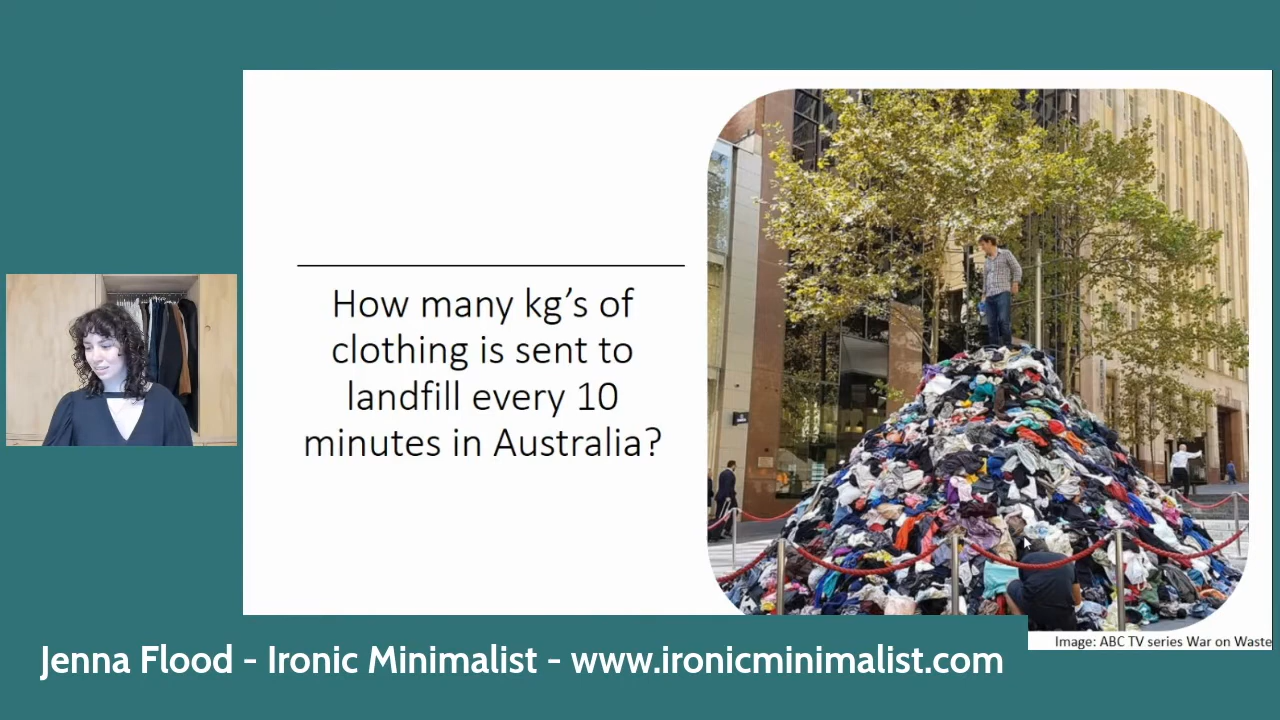 How many kg’s of
clothing is sent to
landfill every 10
minutes in Australia?
Image: ABC TV series War on Waste
Jenna Flood - Ironic Minimalist - www.ironicminimalist.com